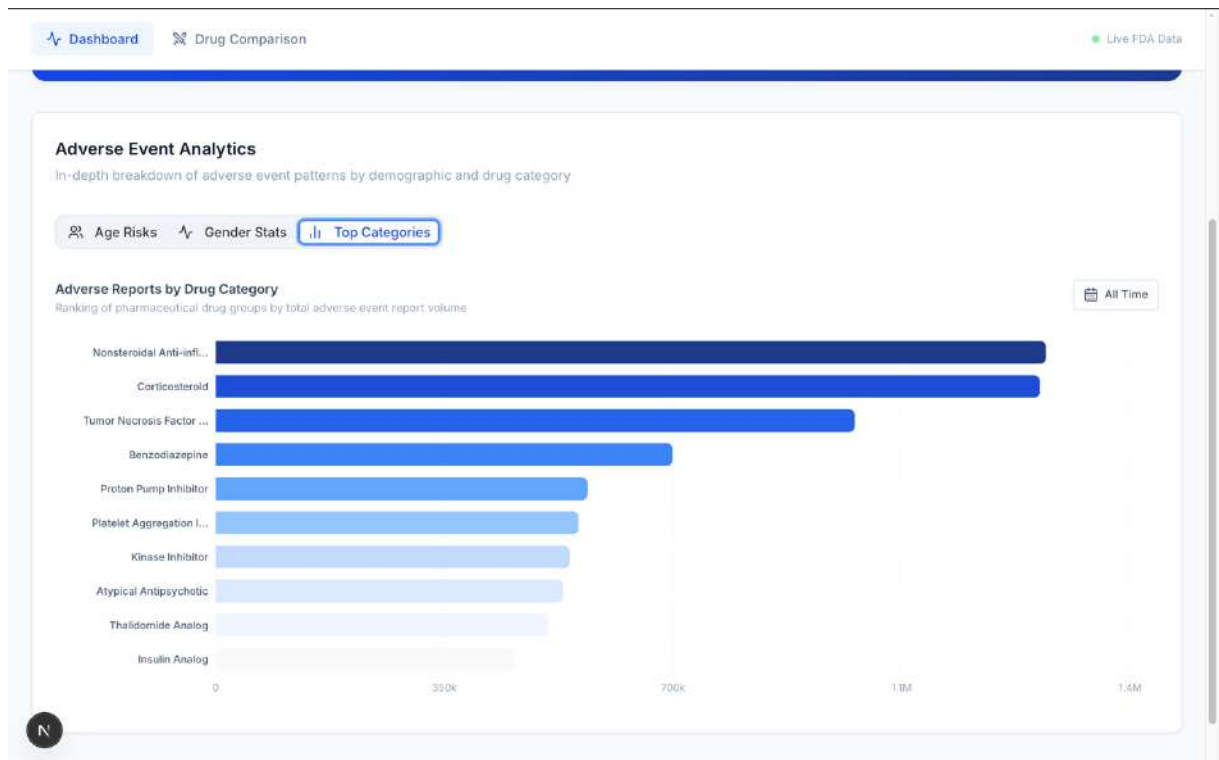 Dashboard
Drug Comparison
Live FDA Data
Adverse Event Analytics
In-depth breakdown of adverse event patterns by demographic and drug category
Age Risks
Gender Stats
Top Categories
Adverse Reports by Drug Category
Ranking of pharmaceutical drug groups by total adverse event report volume
All Time
Nonsteroidal Anti-infl...
Corticosteroid
Tumor Necrosis Factor ...
Benzodiazepine
Proton Pump Inhibitor
Platelet Aggregation I...
Kinase Inhibitor
Atypical Antipsychotic
Thalidomide Analog
Insulin Analog
0 350k 700k 1.1M 1.4M
N